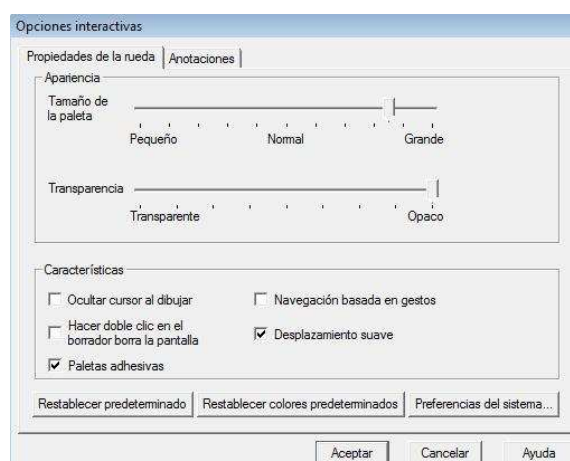 Opciones interactivas
Propiedades de la rueda Anotaciones
Apariencia
Tamaño de
la paleta
Pequeño Normal Grande
Transparencia
Transparente Opaco
Características
Ocultar cursor al dibujar Navegación basada en gestos
Hacer doble clic en el
borrador borra la pantalla
Desplazamiento suave
Paletas adhesivas
Restablecer predeterminado Restablecer colores predeterminados Preferencias del sistema...
Aceptar Cancelar Ayuda